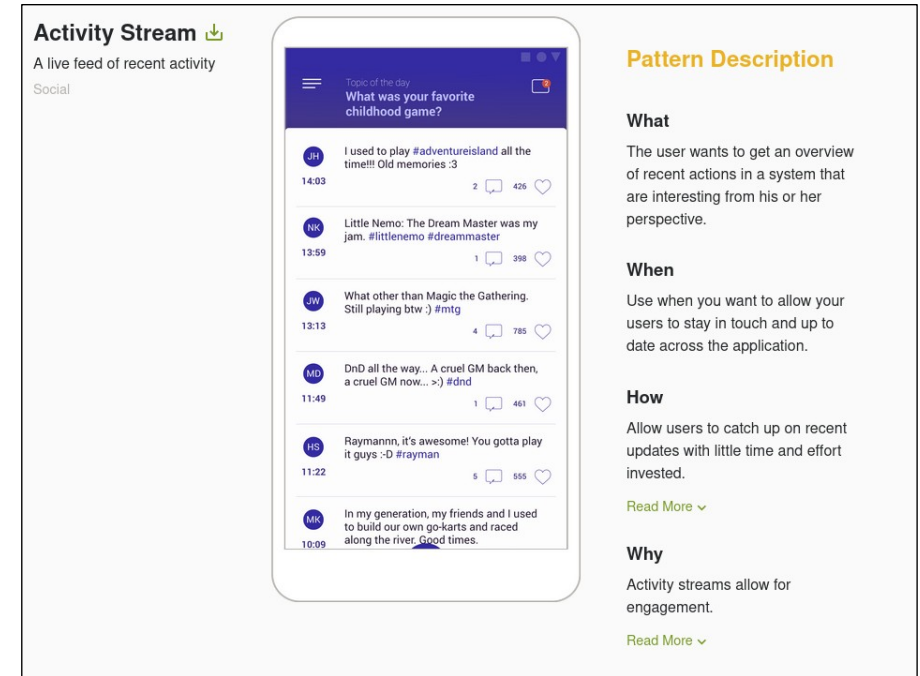 Activity Stream
A live feed of recent activity
Social
Topic of the day
What was your favorite
childhood game?
JH
14:03
I used to play #adventureisland all the
time!!! Old memories :3
2 426
NK
13:59
Little Nemo: The Dream Master was my
jam. #littlenemo #dreammaster
1 398
JW
13:13
What other than Magic the Gathering.
Still playing btw :) #mtg
4 785
MD
11:49
DnD all the way... A cruel GM back then,
a cruel GM now... >:) #dnd
1 461
HS
11:22
Raymannn, it's awesome! You gotta play
it guys :-D #rayman
5 555
MK
10:09
In my generation, my friends and I used
to build our own go-karts and raced
along the river. Good times.
Pattern Description
What
The user wants to get an overview
of recent actions in a system that
are interesting from his or her
perspective.
When
Use when you want to allow your
users to stay in touch and up to
date across the application.
How
Allow users to catch up on recent
updates with little time and effort
invested.
Read More
Why
Activity streams allow for
engagement.
Read More